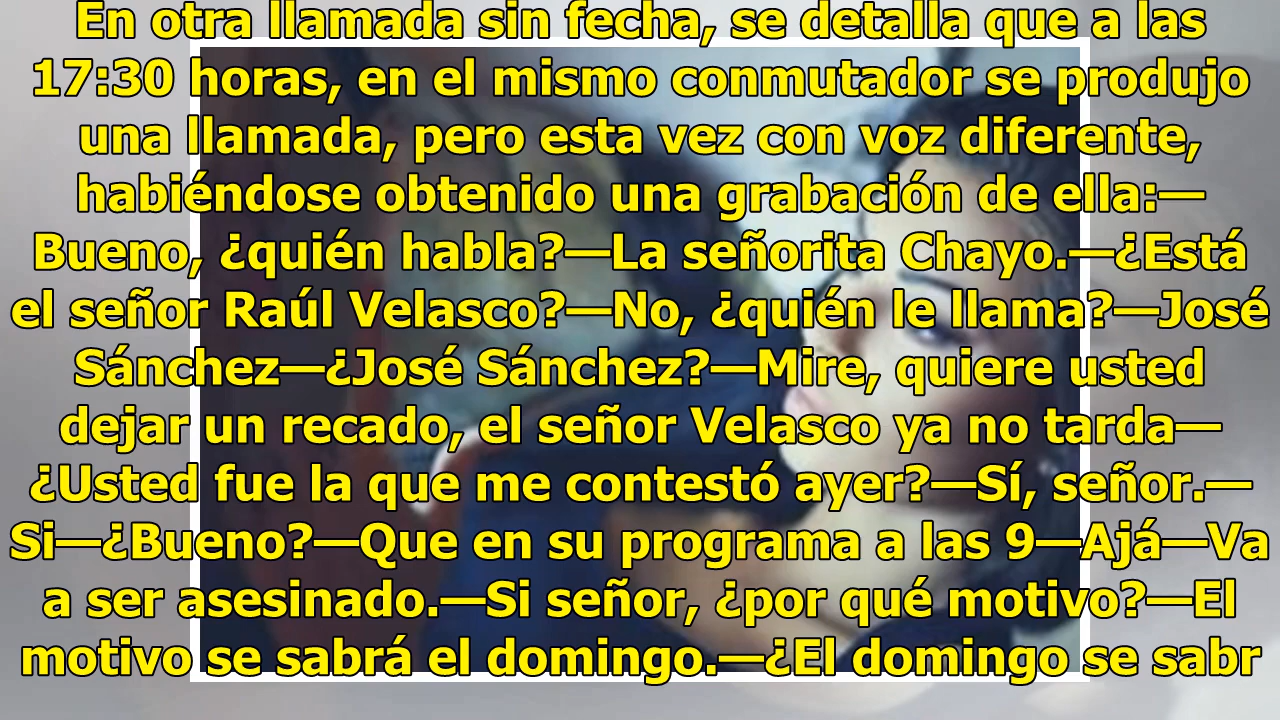 En otra llamada sin fecha, se detalla que a las
17:30 horas, en el mismo conmutador se produjo
una llamada, pero esta vez con voz diferente,
habiéndose obtenido una grabación de ella:—
Bueno, ¿quién habla?—La señorita Chayo.—¿Está
el señor Raúl Velasco?—No, ¿quién le llama?—José
Sánchez—¿José Sánchez?—Mire, quiere usted
dejar un recado, el señor Velasco ya no tarda—
¿Usted fue la que me contestó ayer?—Sí, señor.—
Si—¿Bueno?—Que en su programa a las 9—Ajá—Va
a ser asesinado.—Si señor, ¿por qué motivo?—El
motivo se sabrá el domingo.—¿El domingo se sabr